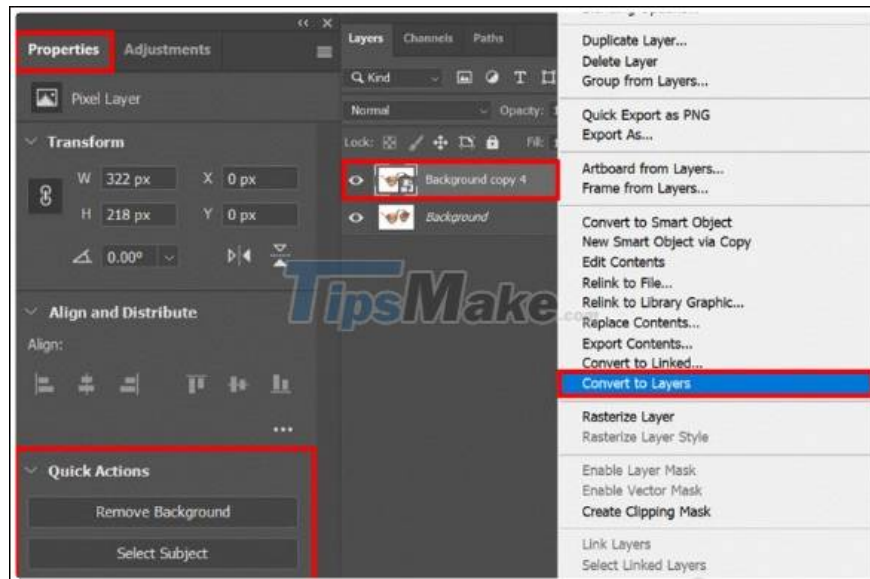 Properties Adjustments
Pixel Layer
Transform
W 322 px X 0 px
H 218 px Y 0 px
0.00°
Align and Distribute
Align:
Quick Actions
Remove Background
Select Subject
Layers Channels Paths
Kind
Normal Opacity:
Lock: Fill:
Background copy 4
Background
Duplicate Layer...
Delete Layer
Group from Layers...
Quick Export as PNG
Export As...
Artboard from Layers...
Frame from Layers...
Convert to Smart Object
New Smart Object via Copy
Edit Contents
Relink to File...
Relink to Library Graphic...
Replace Contents...
Export Contents...
Convert to Linked...
Convert to Layers
Rasterize Layer
Rasterize Layer Style
Enable Layer Mask
Enable Vector Mask
Create Clipping Mask
Link Layers
Select Linked Layers
TipsMake.com